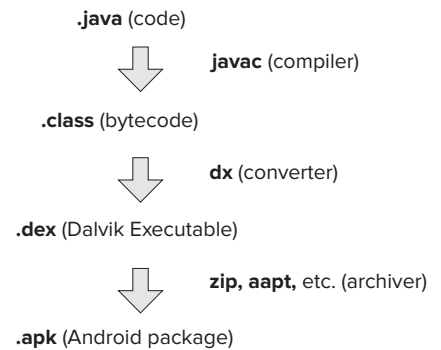 .java (code)
javac (compiler)
.class (bytecode)
dx (converter)
.dex (Dalvik Executable)
zip, aapt, etc. (archiver)
.apk (Android package)